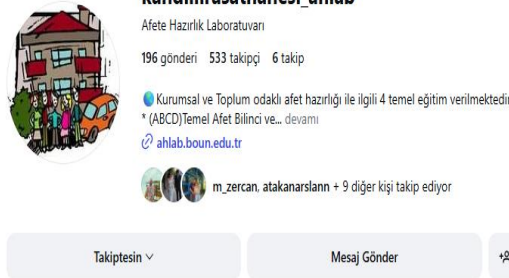 kandillirasathanesi_ahlab
Afete Hazırlık Laboratuvarı
196 gönderi 533 takipçi 6 takip
Kurumsal ve Toplum odaklı afet hazırlığı ile ilgili 4 temel eğitim verilmektedir
* (ABCD)Temel Afet Bilinci ve... devamı
ahlab.boun.edu.tr
m_zercan, atakanarslann + 9 diğer kişi takip ediyor
Takiptesin
Mesaj Gönder